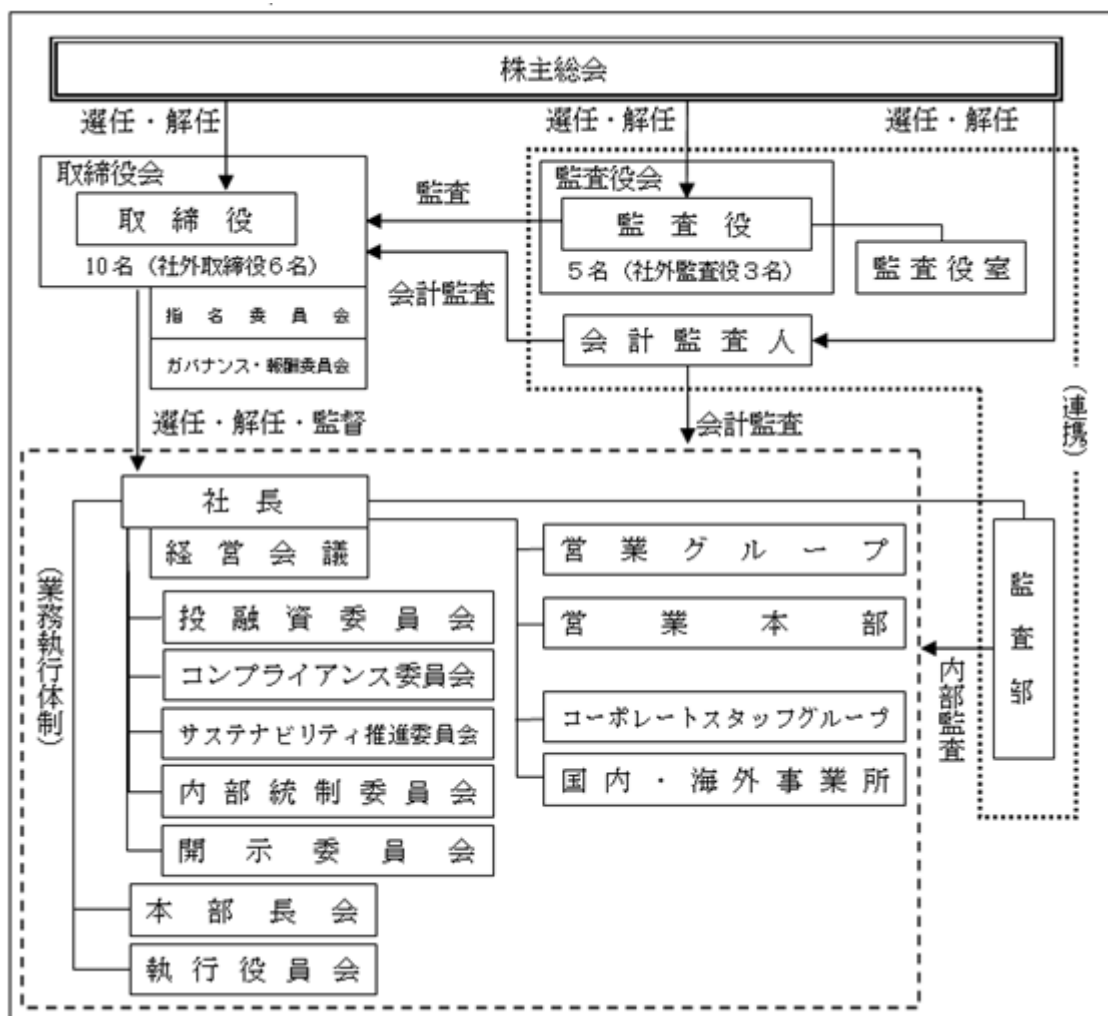 株主総会
選任・解任
選任・解任
選任・解任
取締役会
取締役
10名（社外取締役６名）
指名委員会
ガバナンス・報酬委員会
監査
会計監査
監査役会
監査役
５名（社外監査役３名）
監査役室
会計監査人
（連携）
選任・解任・監督
会計監査
社長
経営会議
（業務執行体制）
投融資委員会
コンプライアンス委員会
サステナビリティ推進委員会
内部統制委員会
開示委員会
本部長会
執行役員会
営業グループ
営業本部
コーポレートスタッフグループ
国内・海外事業所
内部監査
監査部